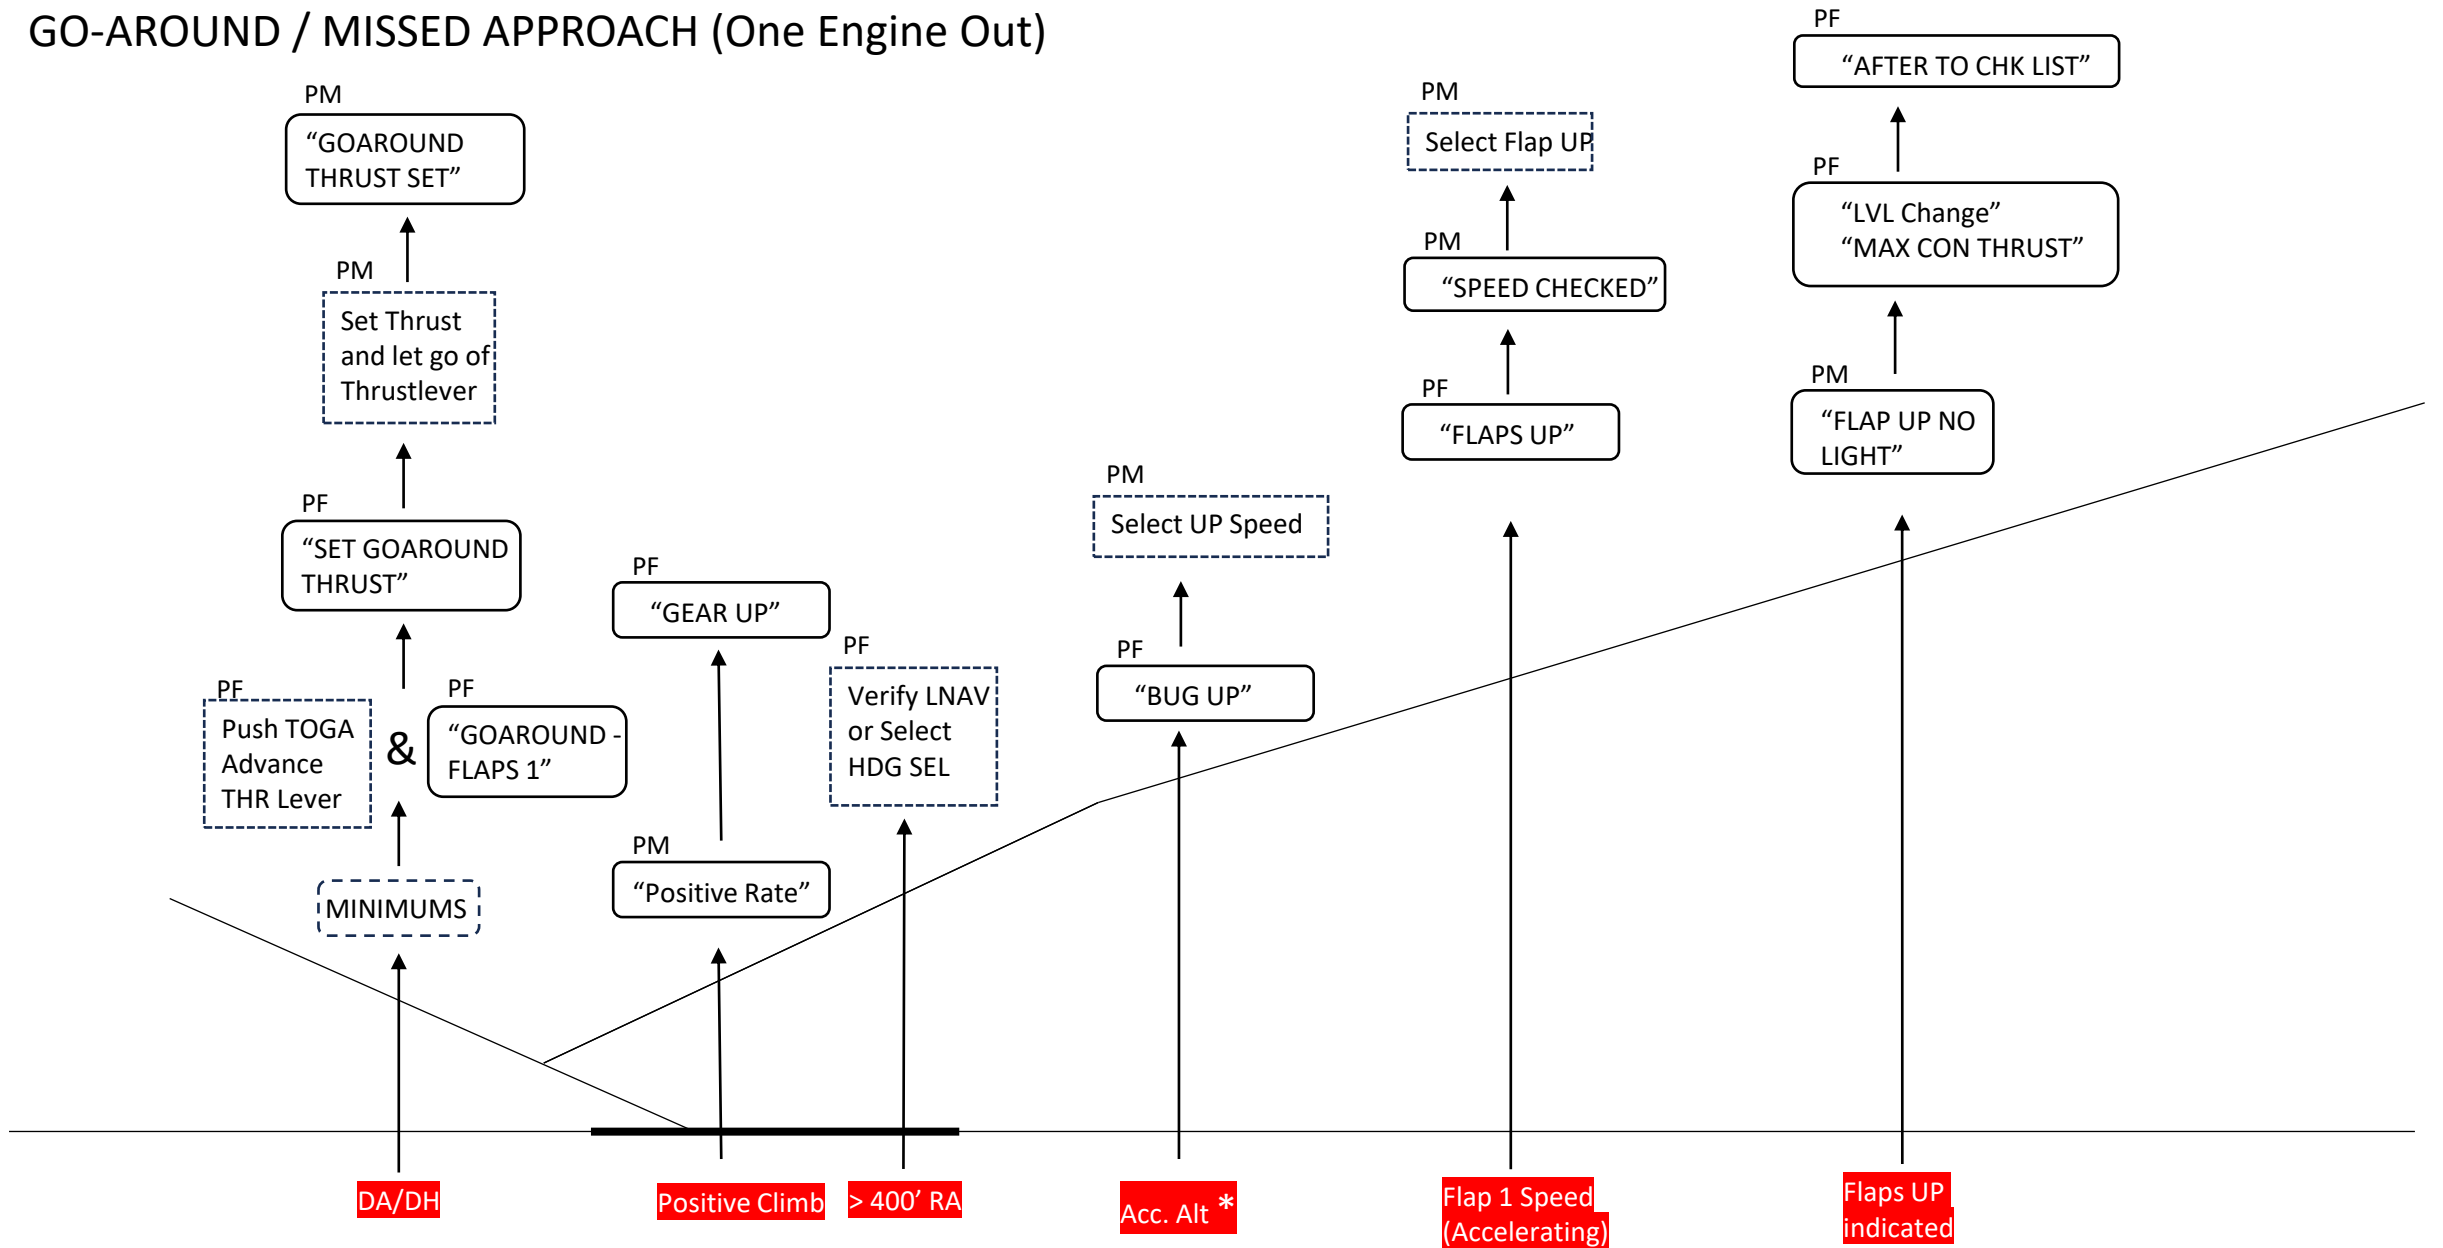 GO-AROUND / MISSED APPROACH (One Engine Out)
PM
“GOAROUND
THRUST SET”
PM
Set Thrust
and let go of
Thrustlever
PF
“SET GOAROUND
THRUST”
PF
Push TOGA
Advance
THR Lever
&
PF
“GOAROUND -
FLAPS 1”
MINIMUMS
DA/DH
PF
“GEAR UP”
PM
“Positive Rate”
Positive Climb
PF
Verify LNAV
or Select
HDG SEL
> 400’ RA
PM
Select UP Speed
PF
“BUG UP”
Acc. Alt *
PM
Select Flap UP
PM
“SPEED CHECKED”
PF
“FLAPS UP”
Flap 1 Speed
(Accelerating)
PF
“AFTER TO CHK LIST”
PF
“LVL Change”
“MAX CON THRUST”
PM
“FLAP UP NO
LIGHT”
Flaps UP
indicated